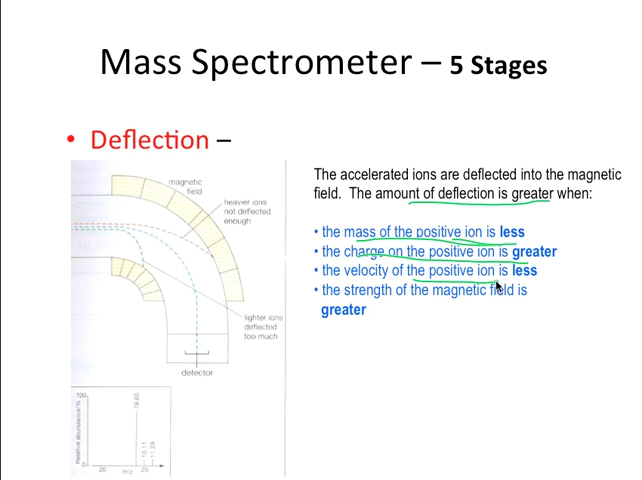 Mass Spectrometer – 5 Stages
• Deflection –
The accelerated ions are deflected into the magnetic
field. The amount of deflection is greater when:
• the mass of the positive ion is less
• the charge on the positive ion is greater
• the velocity of the positive ion is less
• the strength of the magnetic field is
greater
magnetic
field
heavier ions
not deflected
enough
lighter ions
deflected
too much
detector
100
Relative abundance/%
0
78.60
10.11
11.29
20
m/z
25